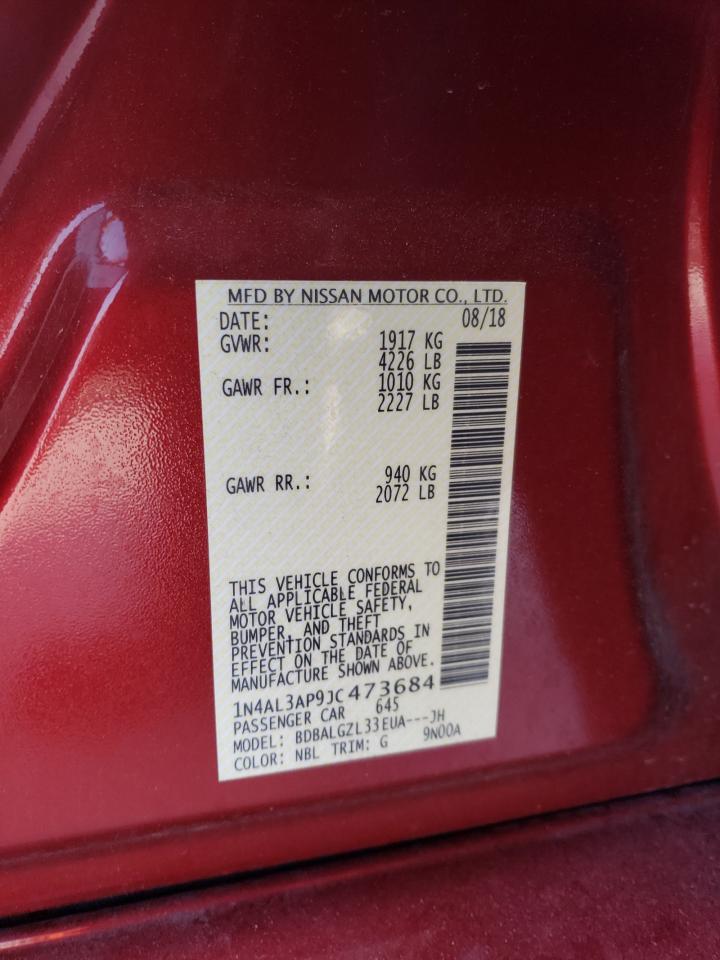 MFD BY NISSAN MOTOR CO., LTD.
DATE: 08/18
GVWR: 1917 KG
4226 LB
GAWR FR.: 1010 KG
2227 LB
GAWR RR.: 940 KG
2072 LB
THIS VEHICLE CONFORMS TO
ALL APPLICABLE FEDERAL
MOTOR VEHICLE SAFETY,
BUMPER, AND THEFT
PREVENTION STANDARDS IN
EFFECT ON THE DATE OF
MANUFACTURE SHOWN ABOVE.
1N4AL3AP9JC473684
PASSENGER CAR 645
MODEL: BDBALGZL33EUA---JH
COLOR: NBL TRIM: G 9N00A